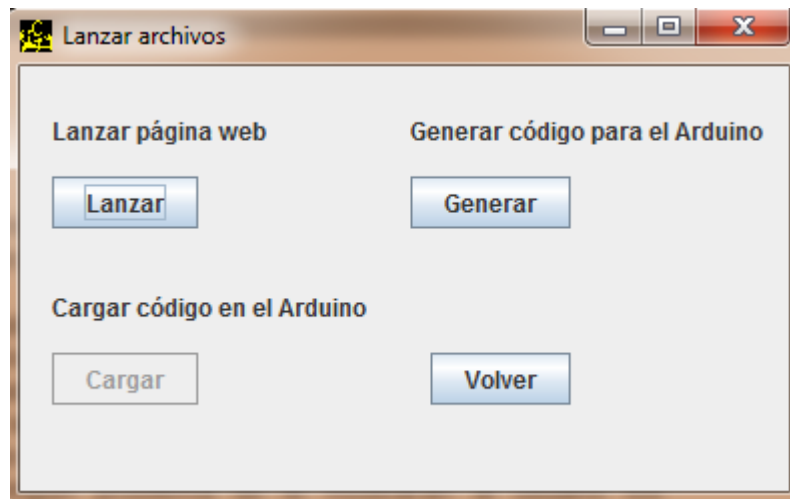 Lanzar archivos
Lanzar página web
Generar código para el Arduino
Lanzar
Generar
Cargar código en el Arduino
Cargar
Volver